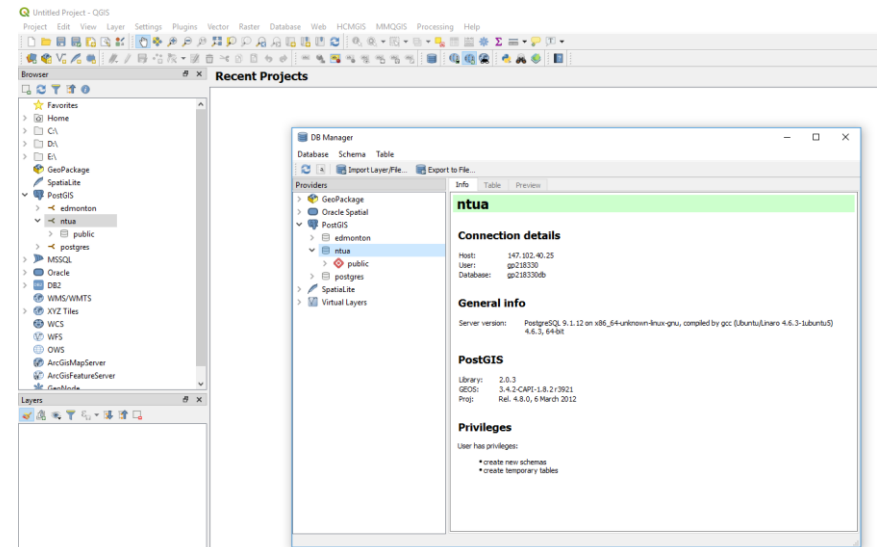 Untitled Project - QGIS
Project Edit View Layer Settings Plugins Vector Raster Database Web HCMGIS MMQGIS Processing Help
Browser
Favorites
Home
C:\
D:\
E:\
GeoPackage
SpatiaLite
PostGIS
edmonton
ntua
public
postgres
MSSQL
Oracle
DB2
WMS/WMTS
XYZ Tiles
WCS
WFS
OWS
ArcGisMapServer
ArcGisFeatureServer
GeoNode
Layers
Recent Projects
DB Manager
Database Schema Table
Import Layer/File... Export to File...
Providers
GeoPackage
Oracle Spatial
PostGIS
edmonton
ntua
public
postgres
SpatiaLite
Virtual Layers
Info Table Preview
ntua
Connection details
Host: 147.102.40.25
User: gp218330
Database: gp218330db
General info
Server version: PostgreSQL 9.1.12 on x86_64-unknown-linux-gnu, compiled by gcc (Ubuntu/Linaro 4.6.3-1ubuntu5)
4.6.3, 64-bit
PostGIS
Library: 2.0.3
GEOS: 3.4.2-CAPI-1.8.2 r3921
Proj: Rel. 4.8.0, 6 March 2012
Privileges
User has privileges:
• create new schemas
• create temporary tables